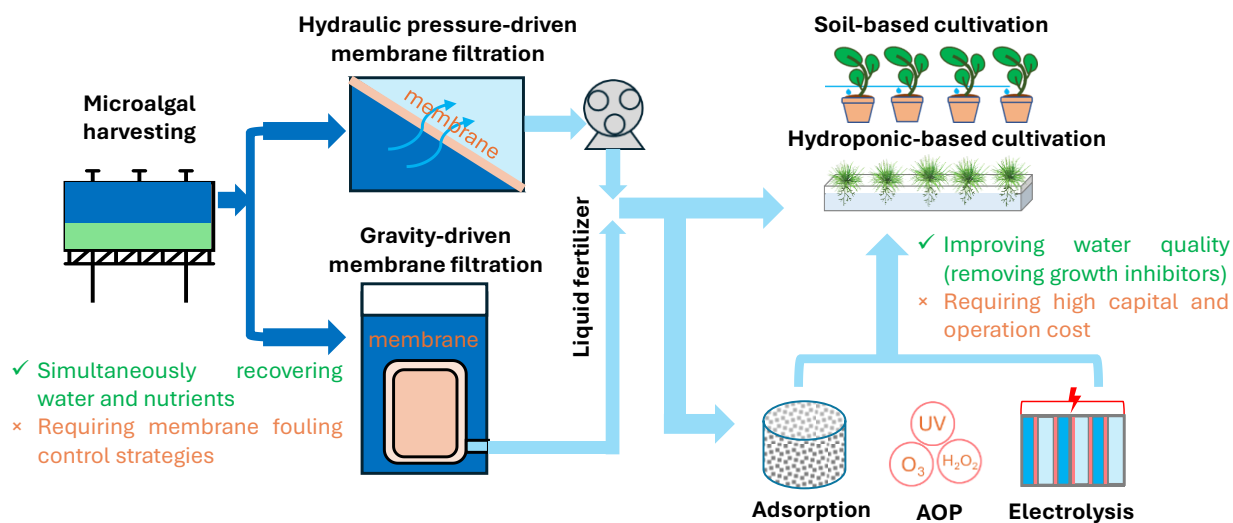 Microalgal
harvesting
✓ Simultaneously recovering
water and nutrients
× Requiring membrane fouling
control strategies
Hydraulic pressure-driven
membrane filtration
membrane
Gravity-driven
membrane filtration
membrane
Liquid fertilizer
Soil-based cultivation
Hydroponic-based cultivation
✓ Improving water quality
(removing growth inhibitors)
× Requiring high capital and
operation cost
Adsorption
UV
O₃
H₂O₂
AOP
Electrolysis